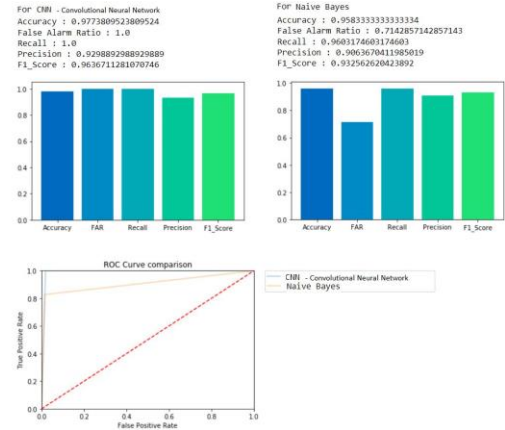 For CNN - Convolutional Neural Network
Accuracy : 0.9773809523809524
False Alarm Ratio : 1.0
Recall : 1.0
Precision : 0.9298892988929889
F1_Score : 0.9636711281070746
1.0
0.8
0.6
0.4
0.2
0.0
Accuracy FAR Recall Precision F1_Score
For Naive Bayes
Accuracy : 0.9583333333333334
False Alarm Ratio : 0.7142857142857143
Recall : 0.9603174603174603
Precision : 0.9063670411985019
F1_Score : 0.932562620423892
1.0
0.8
0.6
0.4
0.2
0.0
Accuracy FAR Recall Precision F1_Score
ROC Curve comparison
1.0
0.8
0.6
0.4
0.2
0.0
True Positive Rate
0.0 0.2 0.4 0.6 0.8 1.0
False Positive Rate
CNN - Convolutional Neural Network
Naive Bayes